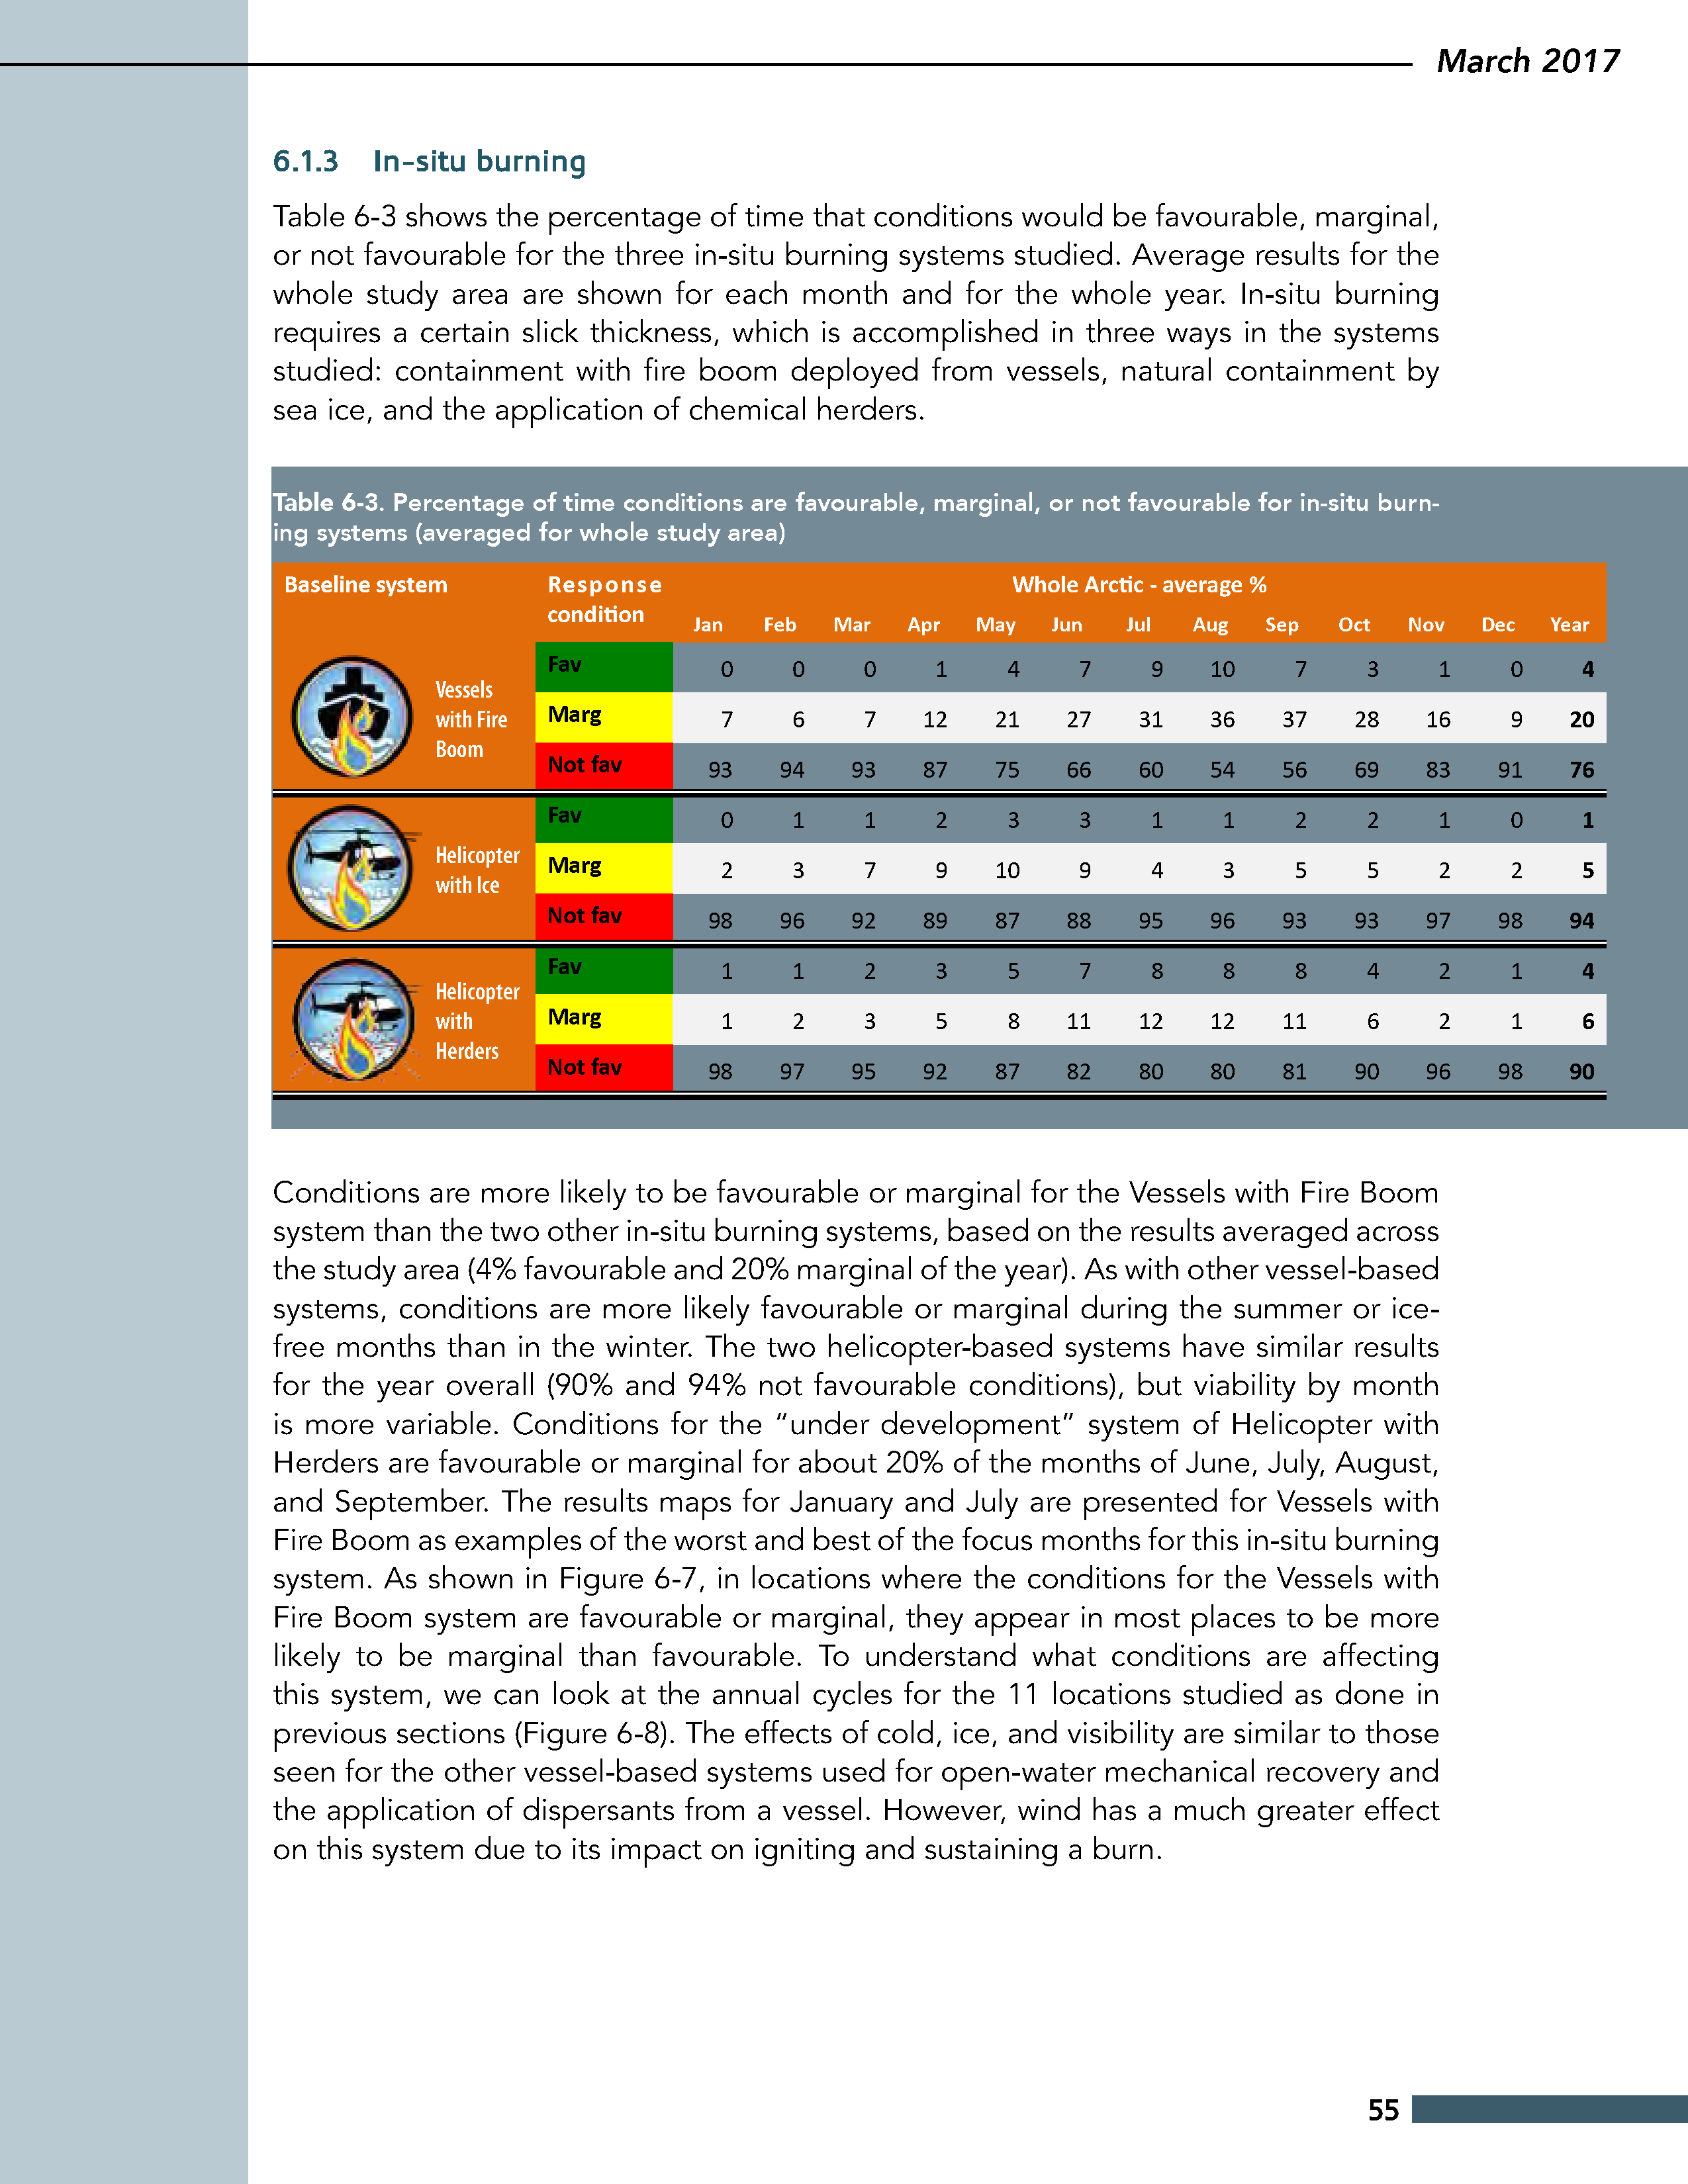 March 2017
6.1.3 In-situ burning
Table 6-3 shows the percentage of time that conditions would be favourable, marginal,
or not favourable for the three in-situ burning systems studied. Average results for the
whole study area are shown for each month and for the whole year. In-situ burning
requires a certain slick thickness, which is accomplished in three ways in the systems
studied: containment with fire boom deployed from vessels, natural containment by
sea ice, and the application of chemical herders.
Table 6-3. Percentage of time conditions are favourable, marginal, or not favourable for in-situ burn-
ing systems (averaged for whole study area)
Baseline system Response condition Whole Arctic - average %
Jan Feb Mar Apr May Jun Jul Aug Sep Oct Nov Dec Year
Vessels
with Fire
Boom
Fav 0 0 0 1 4 7 9 10 7 3 1 0 4
Marg 7 6 7 12 21 27 31 36 37 28 16 9 20
Not fav 93 94 93 87 75 66 60 54 56 69 83 91 76
Helicopter
with Ice
Fav 0 1 1 2 3 3 1 1 2 2 1 0 1
Marg 2 3 7 9 10 9 4 3 5 5 2 2 5
Not fav 98 96 92 89 87 88 95 96 93 93 97 98 94
Helicopter
with
Herders
Fav 1 1 2 3 5 7 8 8 8 4 2 1 4
Marg 1 2 3 5 8 11 12 12 11 6 2 1 6
Not fav 98 97 95 92 87 82 80 80 81 90 96 98 90
Conditions are more likely to be favourable or marginal for the Vessels with Fire Boom
system than the two other in-situ burning systems, based on the results averaged across
the study area (4% favourable and 20% marginal of the year). As with other vessel-based
systems, conditions are more likely favourable or marginal during the summer or ice-
free months than in the winter. The two helicopter-based systems have similar results
for the year overall (90% and 94% not favourable conditions), but viability by month
is more variable. Conditions for the “under development” system of Helicopter with
Herders are favourable or marginal for about 20% of the months of June, July, August,
and September. The results maps for January and July are presented for Vessels with
Fire Boom as examples of the worst and best of the focus months for this in-situ burning
system. As shown in Figure 6-7, in locations where the conditions for the Vessels with
Fire Boom system are favourable or marginal, they appear in most places to be more
likely to be marginal than favourable. To understand what conditions are affecting
this system, we can look at the annual cycles for the 11 locations studied as done in
previous sections (Figure 6-8). The effects of cold, ice, and visibility are similar to those
seen for the other vessel-based systems used for open-water mechanical recovery and
the application of dispersants from a vessel. However, wind has a much greater effect
on this system due to its impact on igniting and sustaining a burn.
55